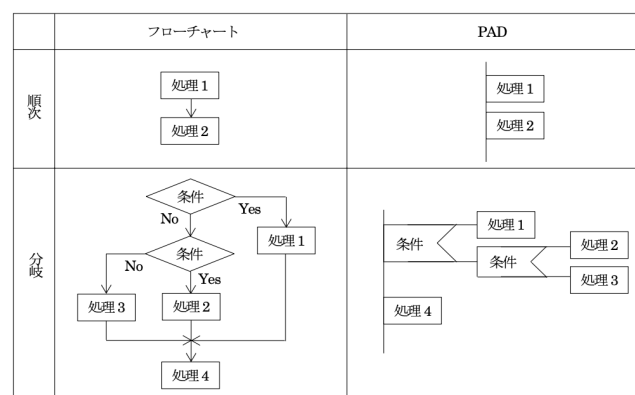 フローチャート
PAD
順次
処理1
処理2
処理1
処理2
分岐
条件
Yes
No
処理1
条件
No
Yes
処理3
処理2
処理4
処理1
条件
処理2
条件
処理3
処理4